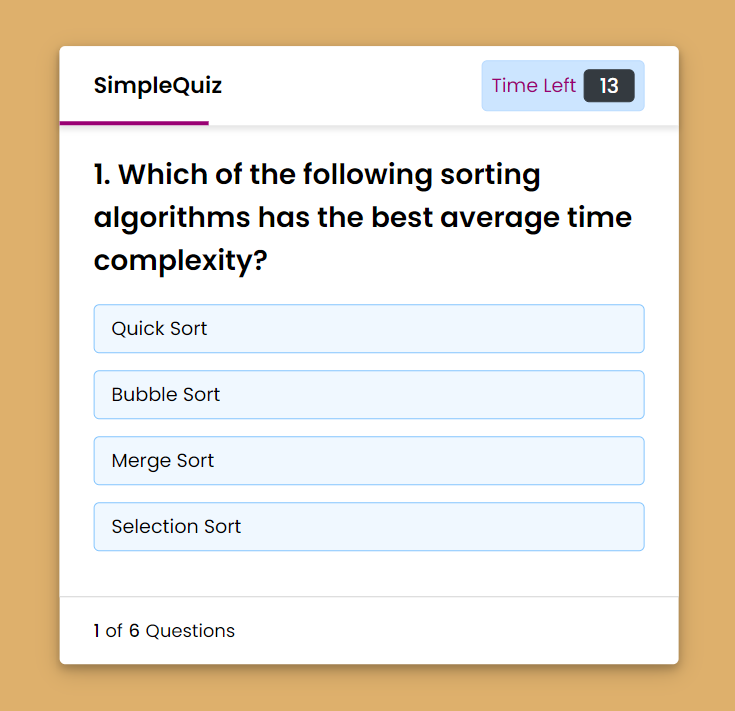 SimpleQuiz
Time Left 13
1. Which of the following sorting
algorithms has the best average time
complexity?
Quick Sort
Bubble Sort
Merge Sort
Selection Sort
1 of 6 Questions